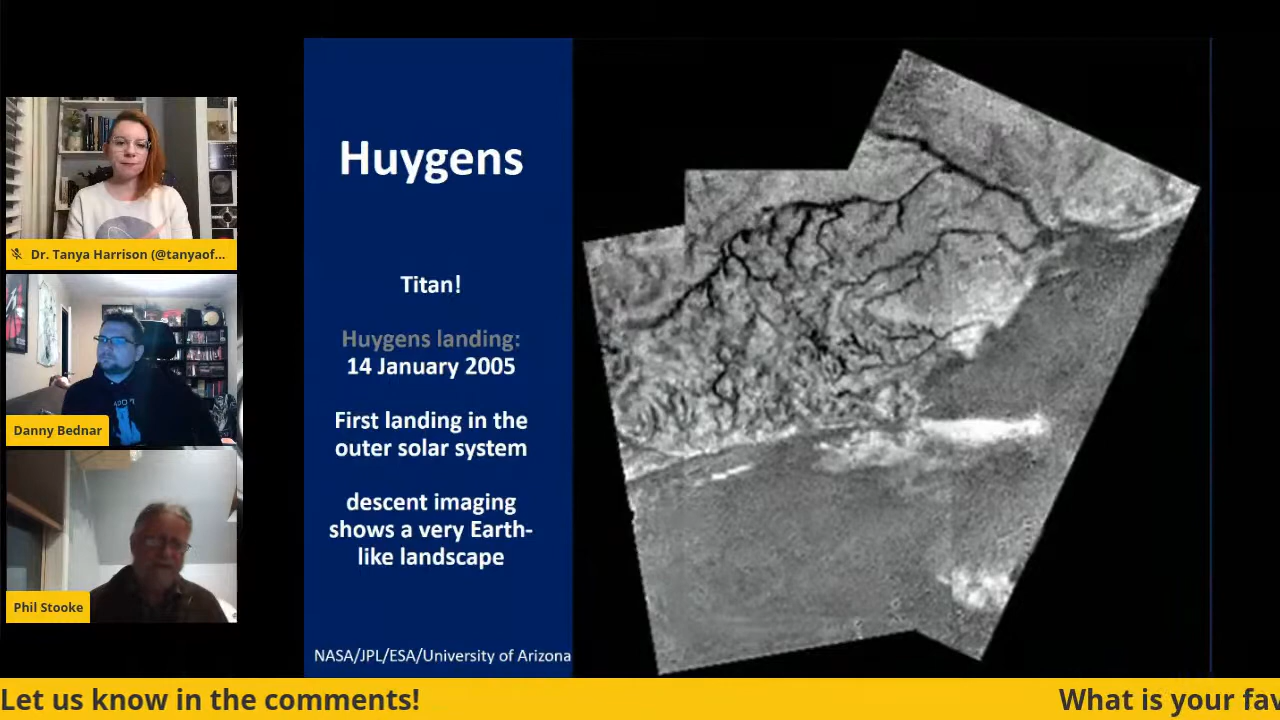 Dr. Tanya Harrison (@tanyaof...
Danny Bednar
Phil Stooke
Huygens
Titan!
Huygens landing:
14 January 2005
First landing in the
outer solar system
descent imaging
shows a very Earth-
like landscape
NASA/JPL/ESA/University of Arizona
Let us know in the comments!
What is your fav